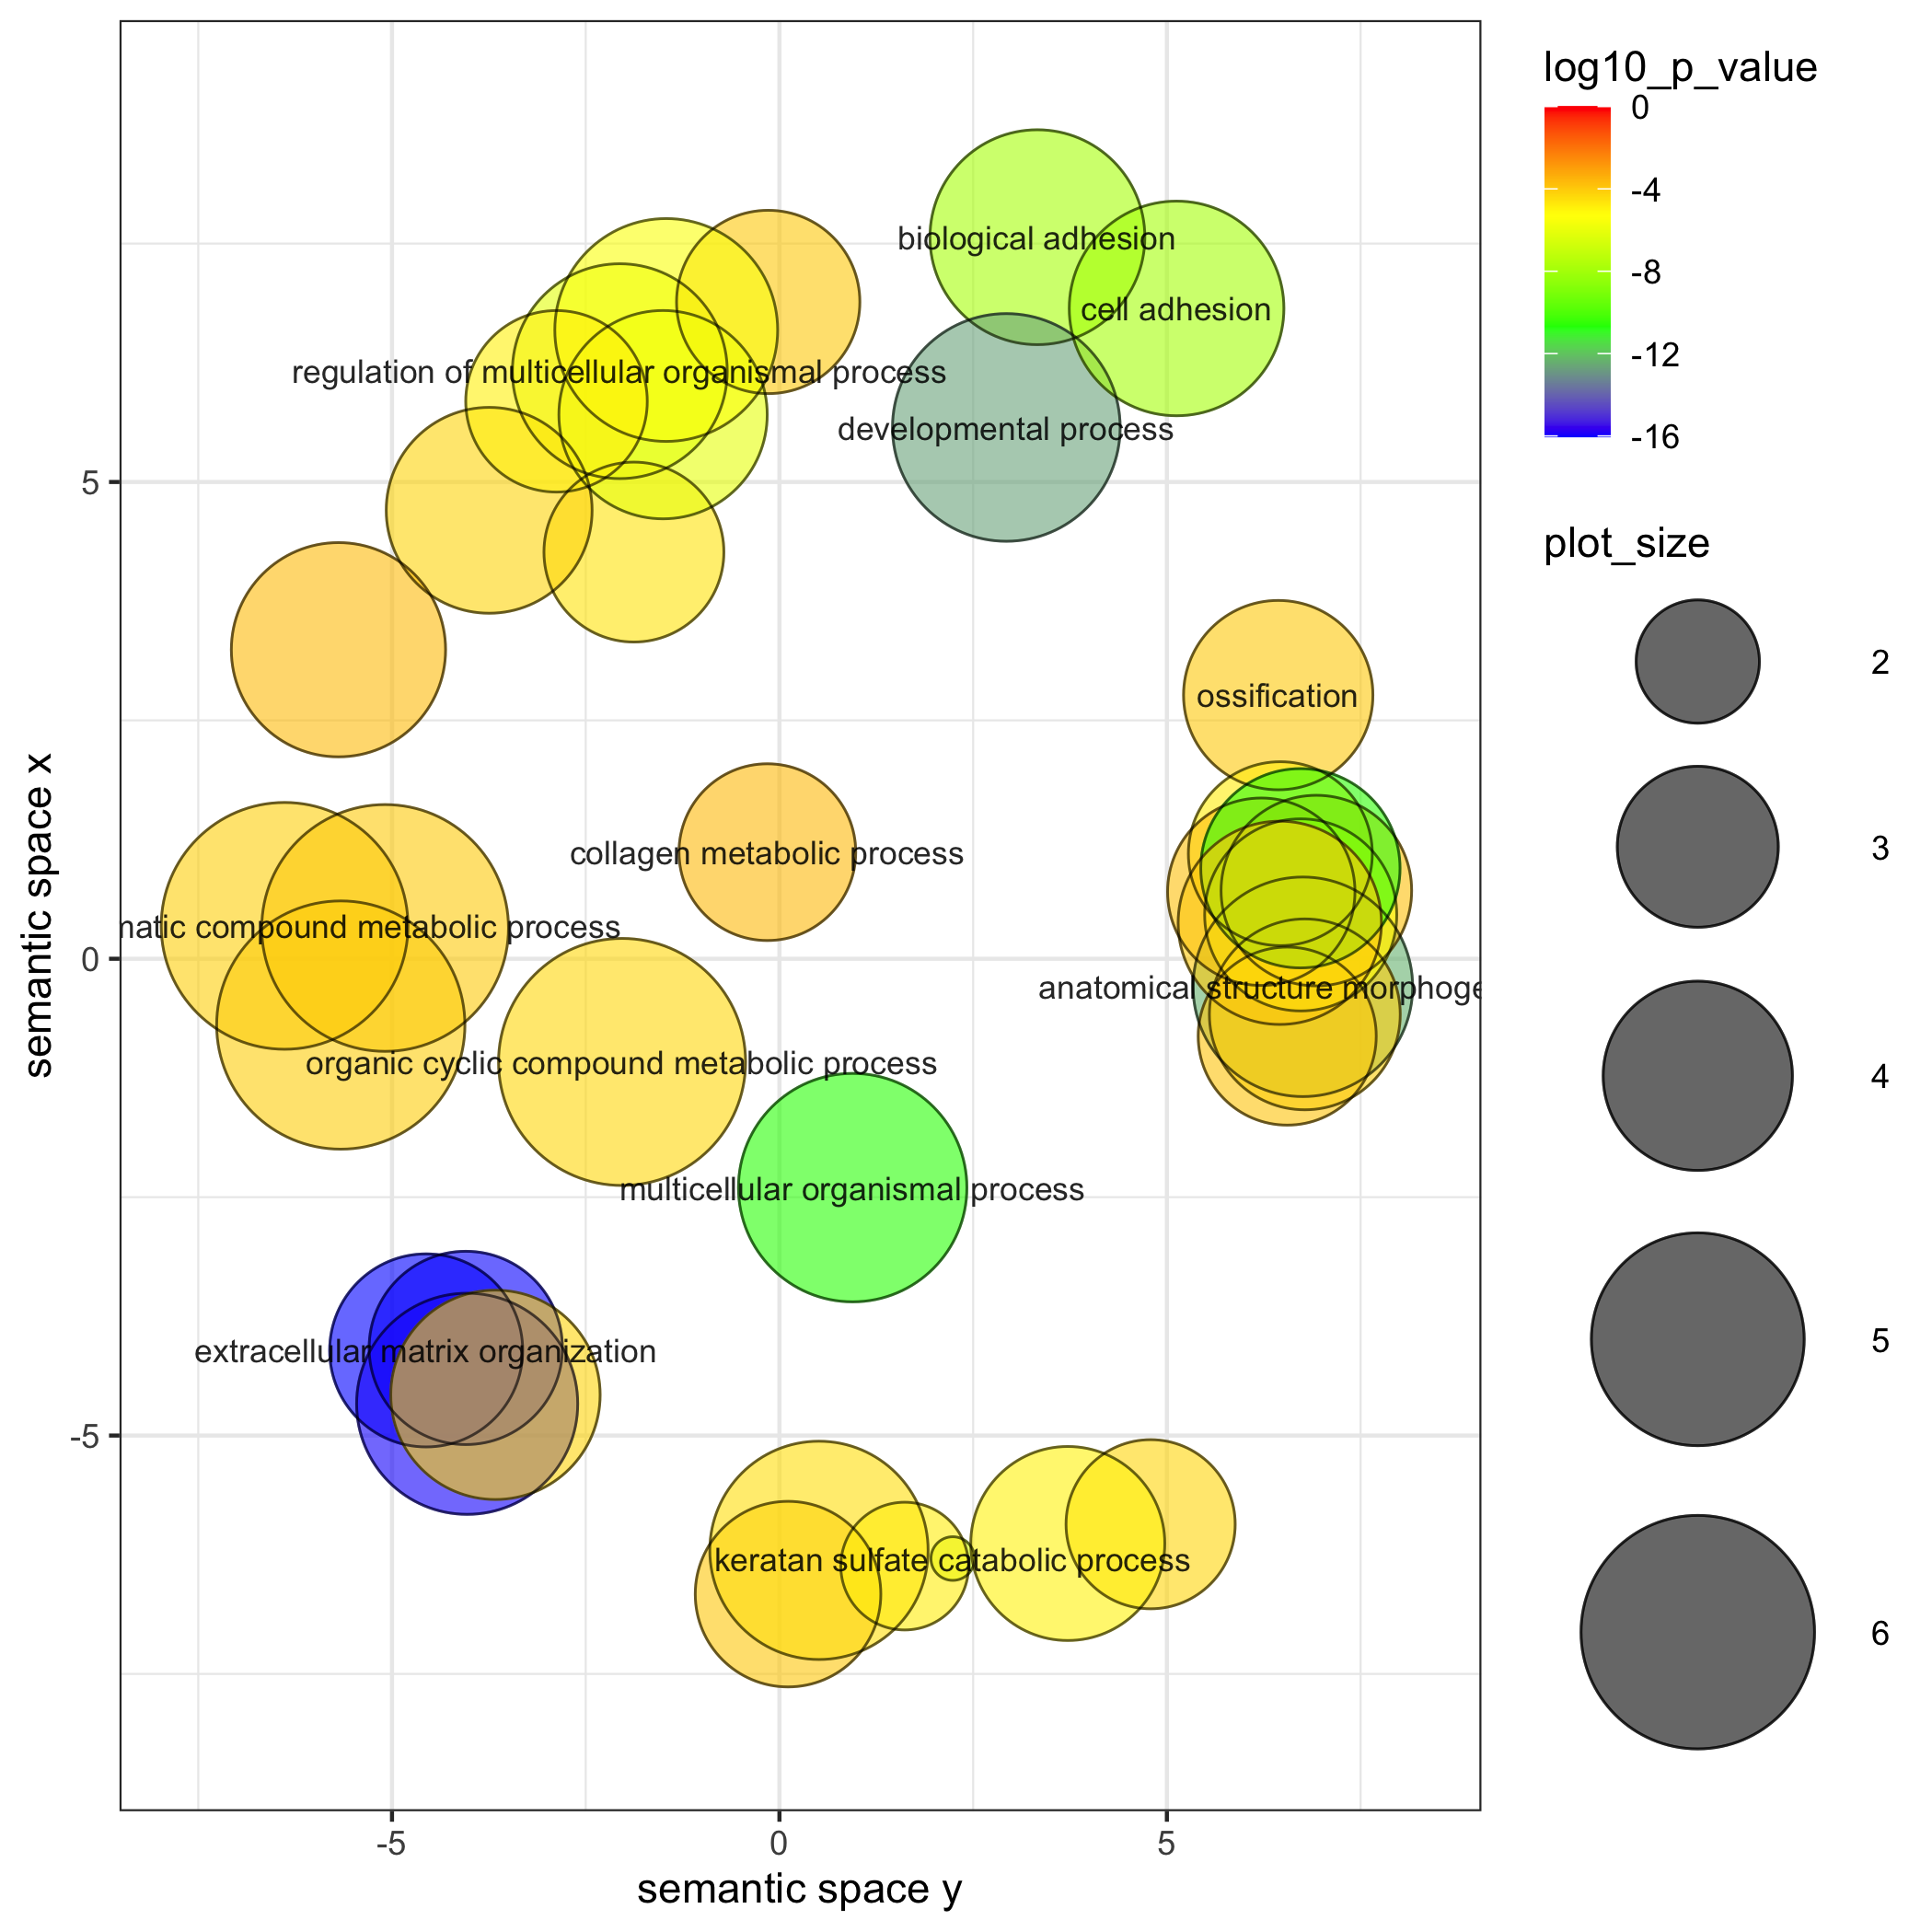 log10_p_value
0
-4
-8
-12
-16
plot_size
2
3
4
5
6
biological adhesion
cell adhesion
regulation of multicellular organismal process
developmental process
ossification
collagen metabolic process
matic compound metabolic process
anatomical structure morphoge
organic cyclic compound metabolic process
multicellular organismal process
extracellular matrix organization
keratan sulfate catabolic process
5
0
-5
semantic space x
-5
0
5
semantic space y